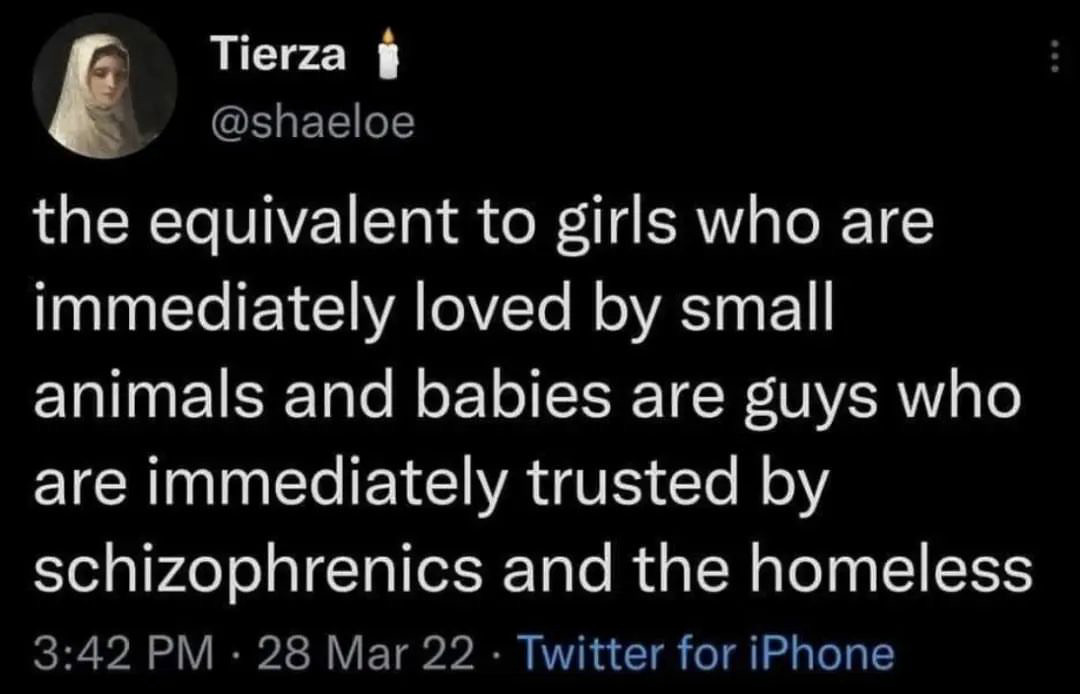 Tierza 🕯️
@shaeloe
the equivalent to girls who are
immediately loved by small
animals and babies are guys who
are immediately trusted by
schizophrenics and the homeless
3:42 PM · 28 Mar 22 · Twitter for iPhone